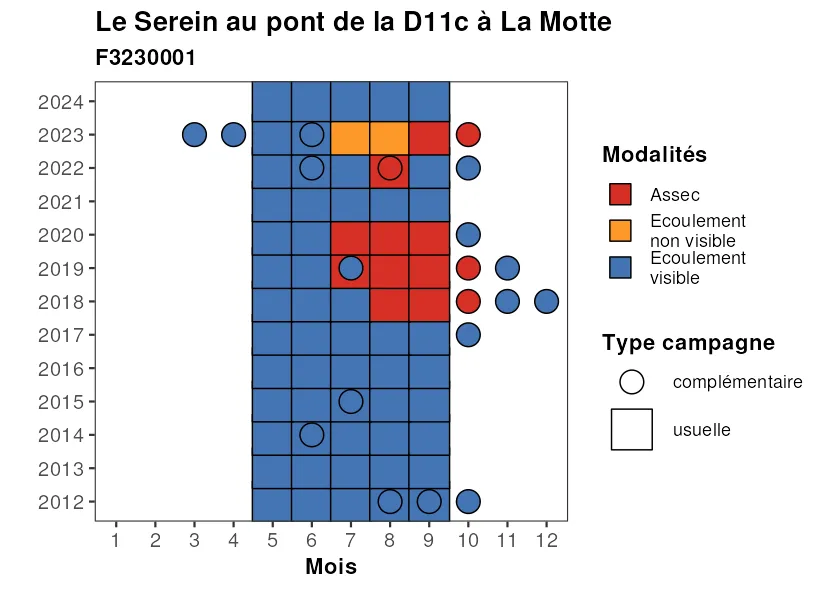 Le Serein au pont de la D11c à La Motte
F3230001
2024
2023
2022
2021
2020
2019
2018
2017
2016
2015
2014
2013
2012
1 2 3 4 5 6 7 8 9 10 11 12
Mois
Modalités
Assec
Ecoulement
non visible
Ecoulement
visible
Type campagne
complémentaire
usuelle